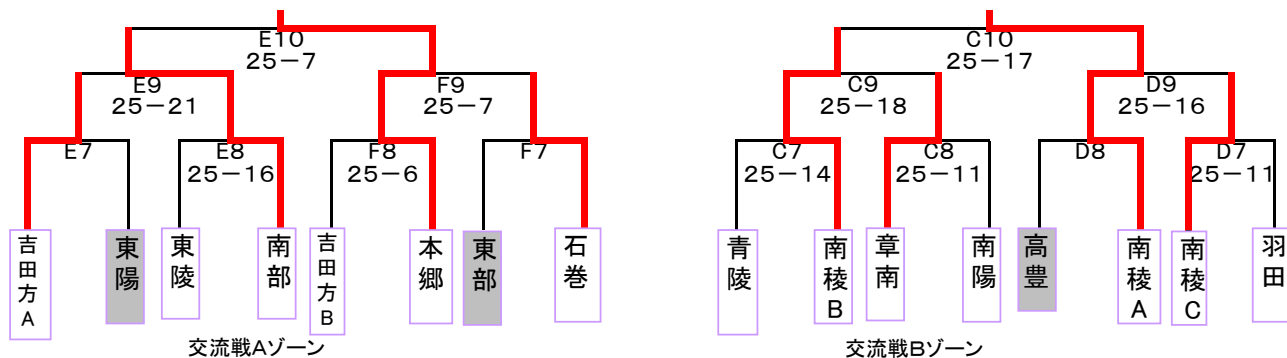 E10
25-7
E9
25-21
F9
25-7
E7
E8
25-16
F8
25-6
F7
吉田方A
東陽
東陵
南部
吉田方B
本郷
東部
石巻
交流戦Aゾーン
C10
25-17
C9
25-18
D9
25-16
C7
25-14
C8
25-11
D8
D7
25-11
青陵
南稜B
章南
南陽
高豊
南稜A
南稜C
羽田
交流戦Bゾーン